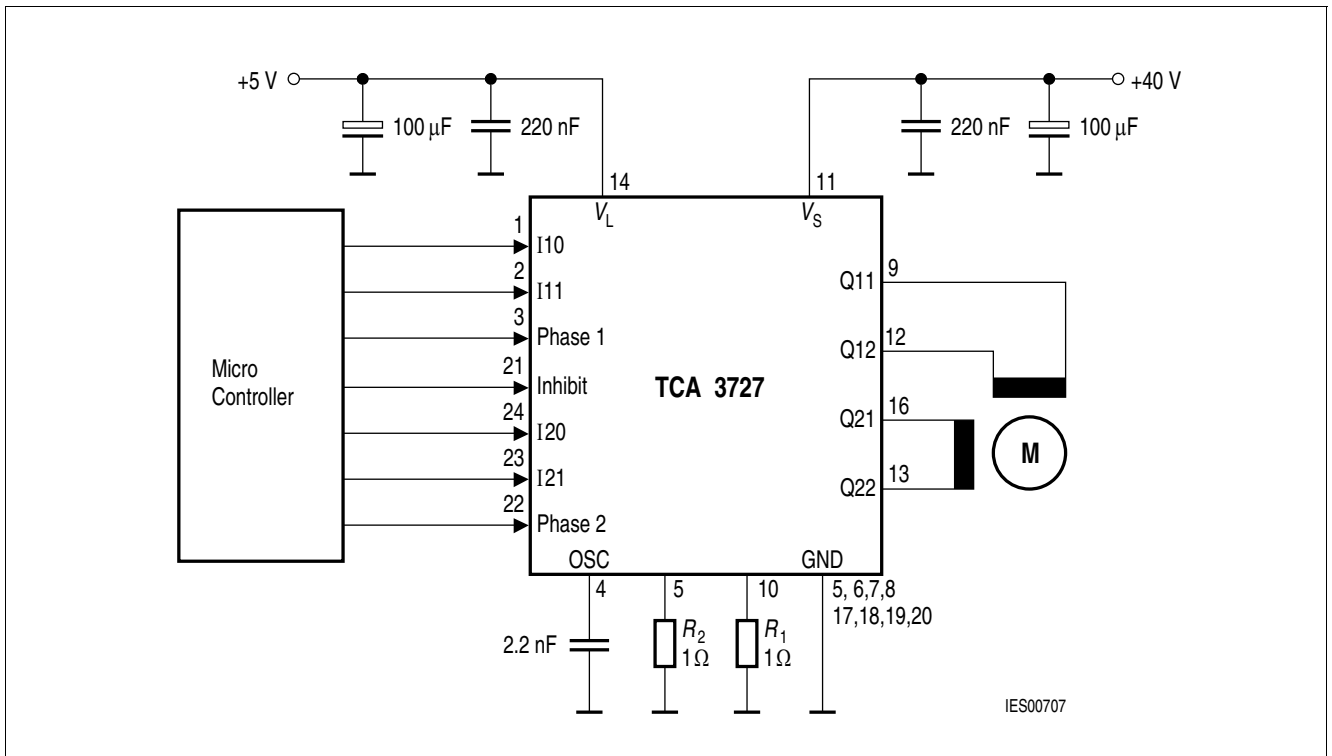 +5 V
100 µF
220 nF
220 nF
100 µF
+40 V
14
11
V_L
V_S
Micro
Controller
1
I10
2
I11
3
Phase 1
21
Inhibit
24
I20
23
I21
22
Phase 2
TCA 3727
Q11
9
Q12
12
Q21
16
Q22
13
M
OSC
GND
4
5
10
5, 6,7,8
17,18,19,20
2.2 nF
R_2
1Ω
R_1
1Ω
IES00707